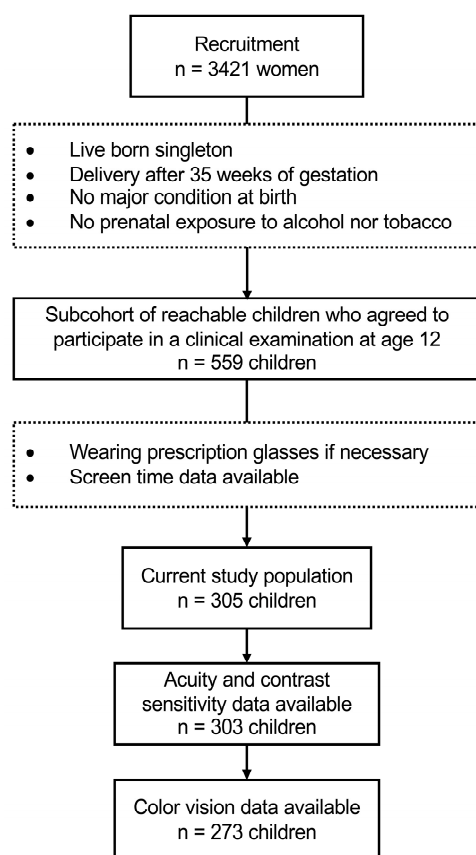 Recruitment
n = 3421 women
• Live born singleton
• Delivery after 35 weeks of gestation
• No major condition at birth
• No prenatal exposure to alcohol nor tobacco
Subcohort of reachable children who agreed to
participate in a clinical examination at age 12
n = 559 children
• Wearing prescription glasses if necessary
• Screen time data available
Current study population
n = 305 children
Acuity and contrast
sensitivity data available
n = 303 children
Color vision data available
n = 273 children